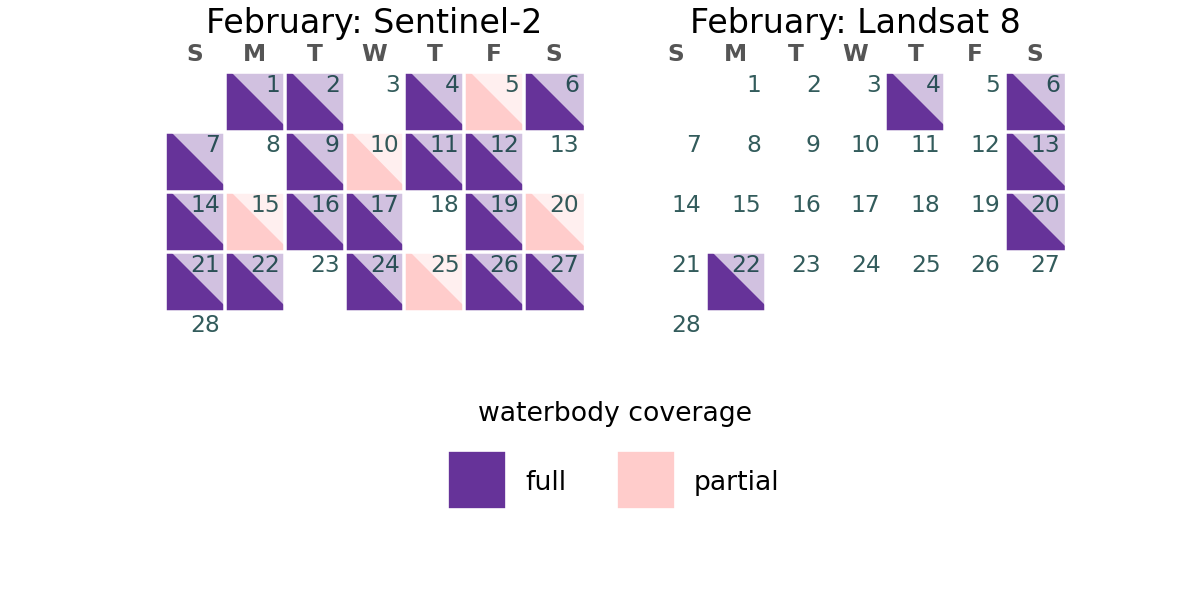 February: Sentinel-2
S M T W T F S
1 2 3 4 5 6
7 8 9 10 11 12 13
14 15 16 17 18 19 20
21 22 23 24 25 26 27
28
February: Landsat 8
S M T W T F S
1 2 3 4 5 6
7 8 9 10 11 12 13
14 15 16 17 18 19 20
21 22 23 24 25 26 27
28
waterbody coverage
full
partial